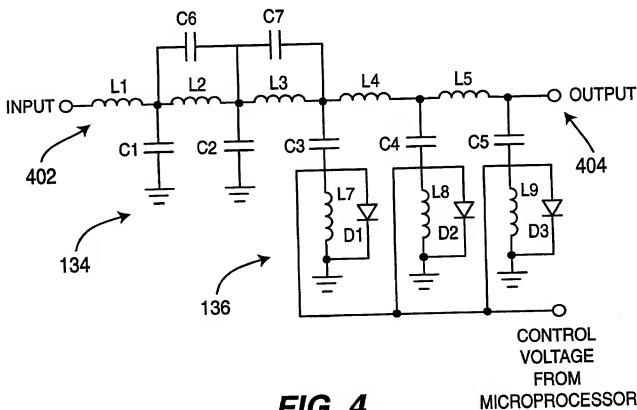 C6
C7
L1
L2
L3
L4
L5
INPUT
OUTPUT
402
C1
C2
C3
C4
C5
404
L7
L8
L9
D1
D2
D3
134
136
CONTROL
VOLTAGE
FROM
MICROPROCESSOR
FIG. 4